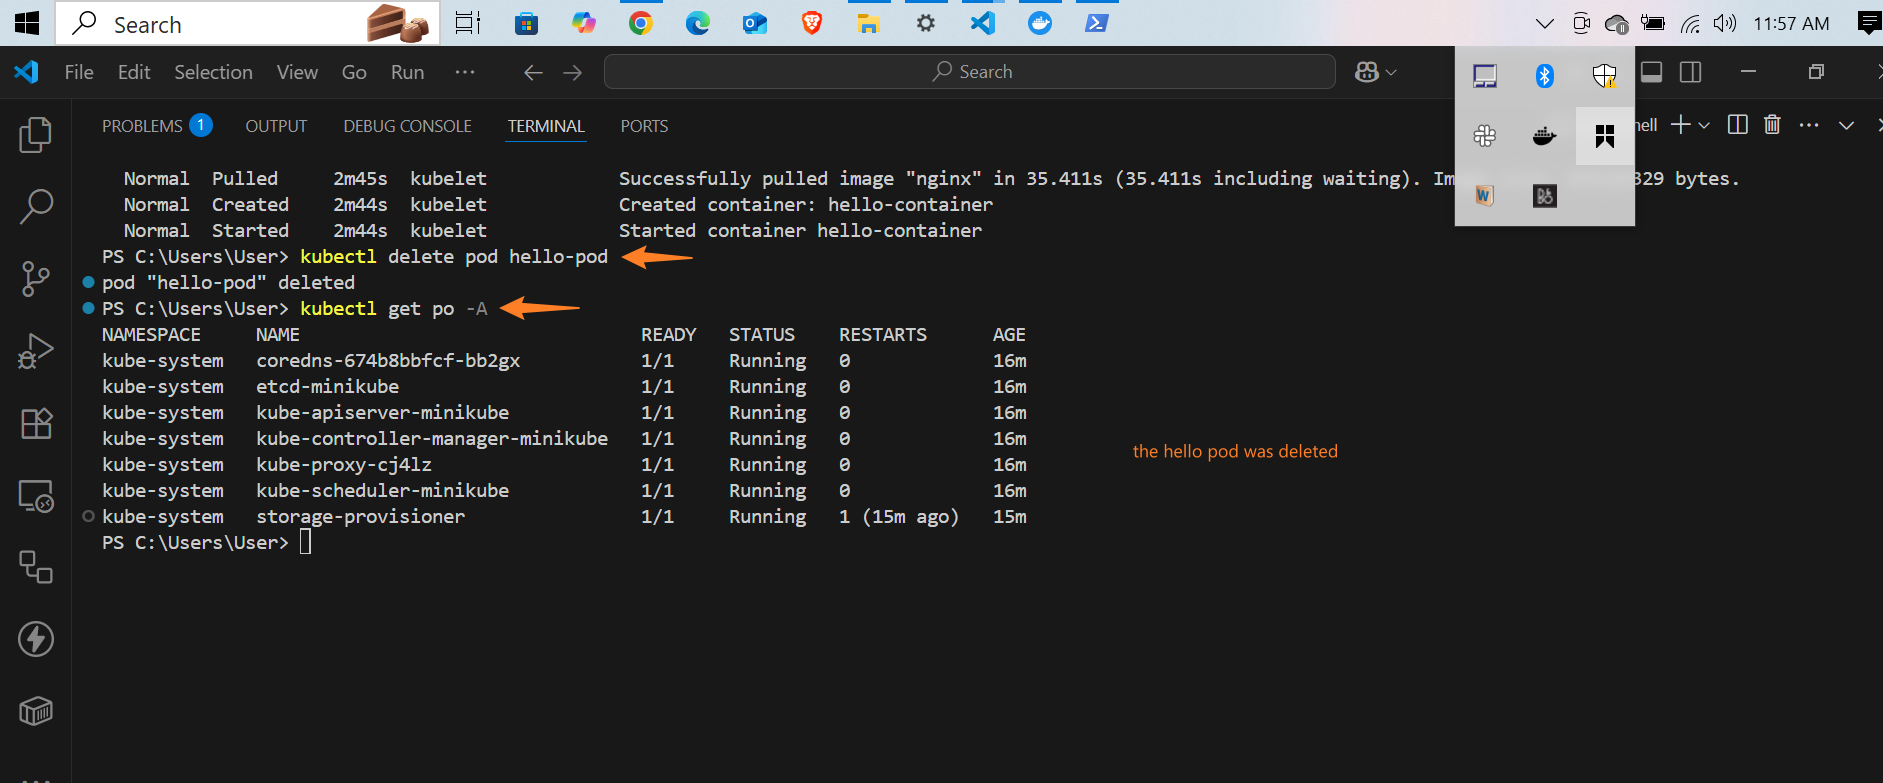 Search
11:57 AM
File Edit Selection View Go Run ··· Search
PROBLEMS 1 OUTPUT DEBUG CONSOLE TERMINAL PORTS
Normal Pulled 2m45s kubelet Successfully pulled image "nginx" in 35.411s (35.411s including waiting). 329 bytes.
Normal Created 2m44s kubelet Created container: hello-container
Normal Started 2m44s kubelet Started container hello-container
PS C:\Users\User> kubectl delete pod hello-pod
pod "hello-pod" deleted
PS C:\Users\User> kubectl get po -A
NAMESPACE NAME READY STATUS RESTARTS AGE
kube-system coredns-674b8bbfcf-bb2gx 1/1 Running 0 16m
kube-system etcd-minikube 1/1 Running 0 16m
kube-system kube-apiserver-minikube 1/1 Running 0 16m
kube-system kube-controller-manager-minikube 1/1 Running 0 16m
the hello pod was deleted
kube-system kube-proxy-cj4lz 1/1 Running 0 16m
kube-system kube-scheduler-minikube 1/1 Running 0 16m
kube-system storage-provisioner 1/1 Running 1 (15m ago) 15m
PS C:\Users\User>